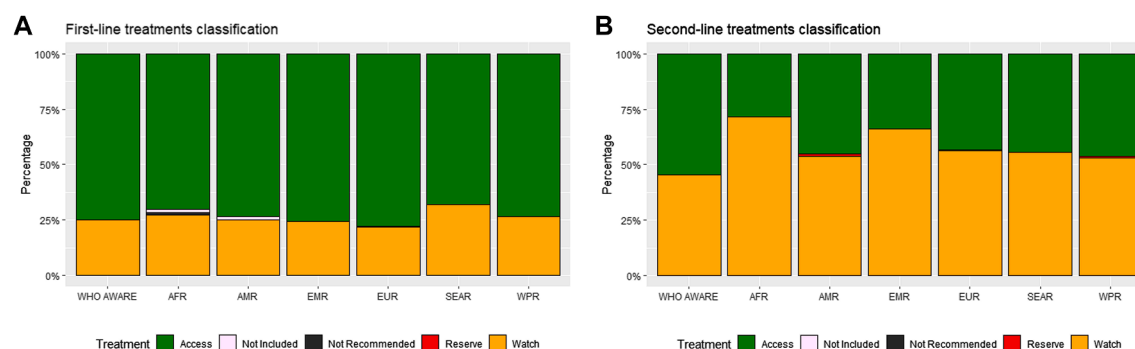 A
First-line treatments classification
100%
75%
50%
25%
0%
Percentage
WHO AWARE AFR AMR EMR EUR SEAR WPR
Treatment Access Not Included Not Recommended Reserve Watch
B
Second-line treatments classification
100%
75%
50%
25%
0%
Percentage
WHO AWARE AFR AMR EMR EUR SEAR WPR
Treatment Access Not Included Not Recommended Reserve Watch